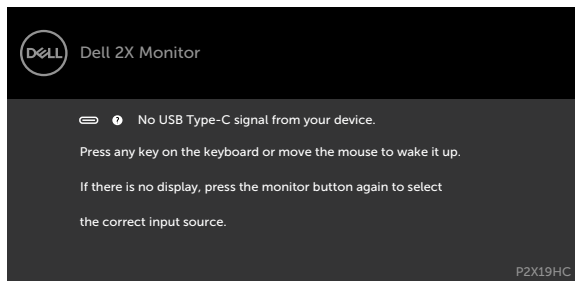 DELL Dell 2X Monitor
? No USB Type-C signal from your device.
Press any key on the keyboard or move the mouse to wake it up.
If there is no display, press the monitor button again to select
the correct input source.
P2X19HC